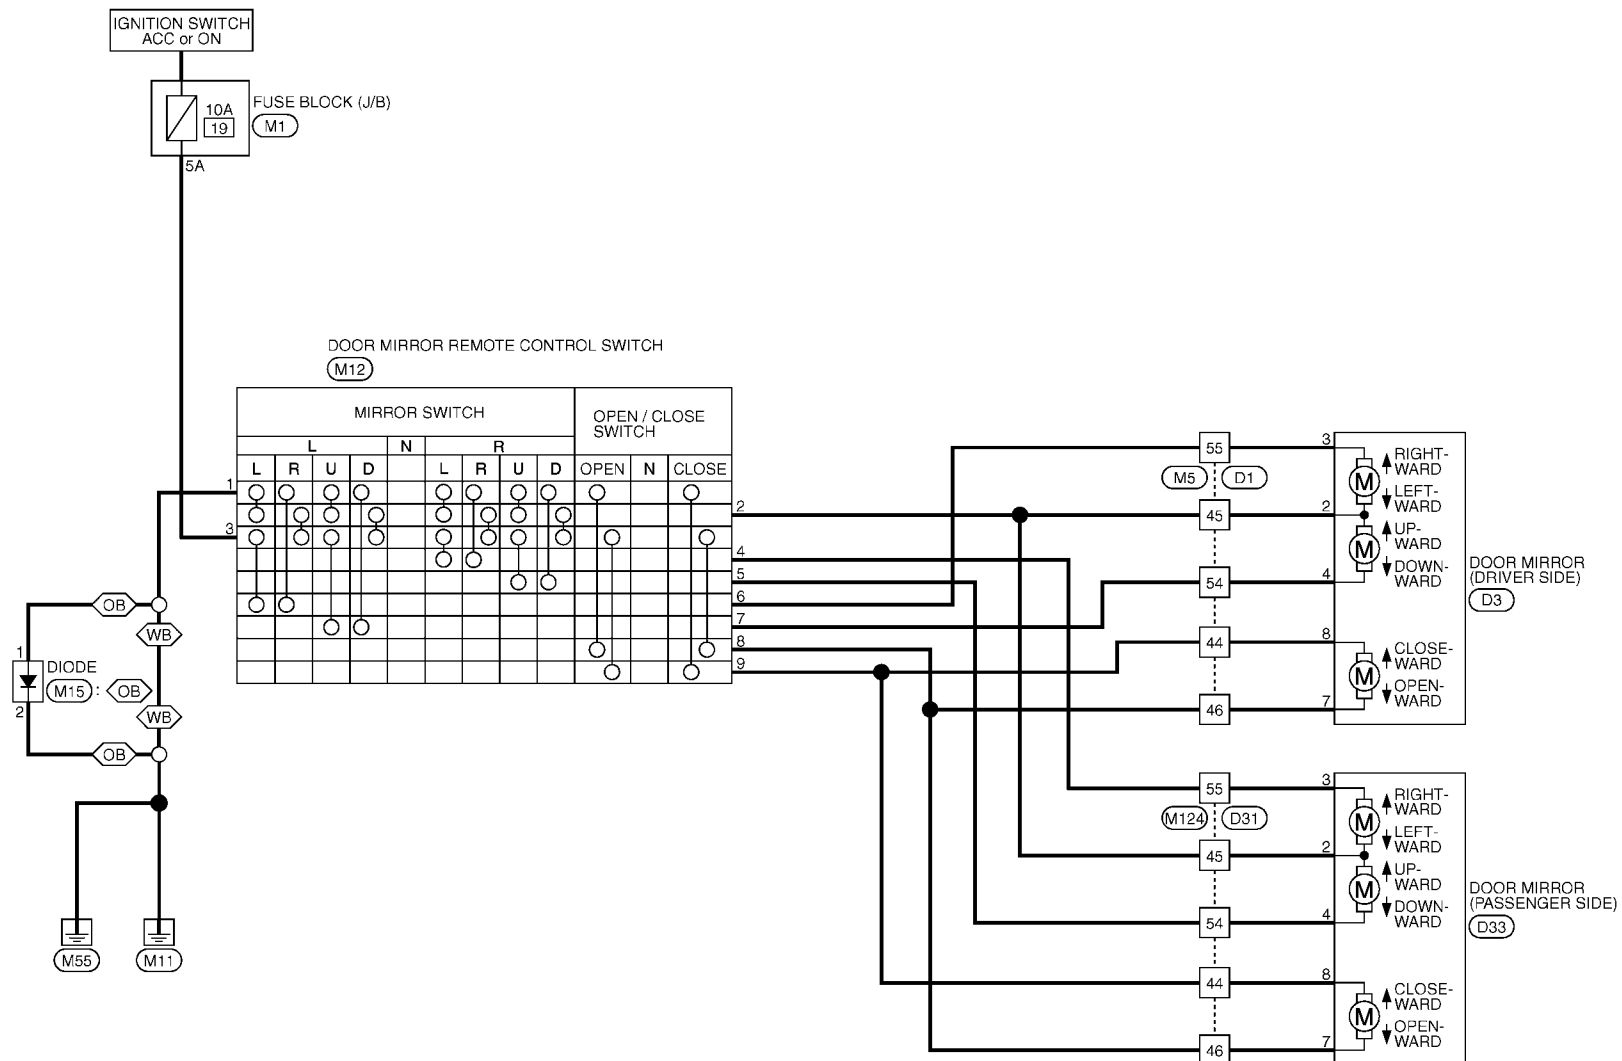 IGNITION SWITCH
ACC or ON
10A
19
FUSE BLOCK (J/B)
M1
5A
DOOR MIRROR REMOTE CONTROL SWITCH
M12
MIRROR SWITCH
OPEN / CLOSE
SWITCH
L N R
L R U D L R U D OPEN N CLOSE
1
3
2
4
5
6
7
8
9
OB
WB
1
DIODE
M15 : OB
2
WB
OB
M55
M11
55
M5 D1
45
54
44
46
3
2
4
8
7
M
RIGHT-
WARD
LEFT-
WARD
M
UP-
WARD
DOWN-
WARD
M
CLOSE-
WARD
OPEN-
WARD
DOOR MIRROR
(DRIVER SIDE)
D3
55
M124 D31
45
54
44
46
3
2
4
8
7
M
RIGHT-
WARD
LEFT-
WARD
M
UP-
WARD
DOWN-
WARD
M
CLOSE-
WARD
OPEN-
WARD
DOOR MIRROR
(PASSENGER SIDE)
D33